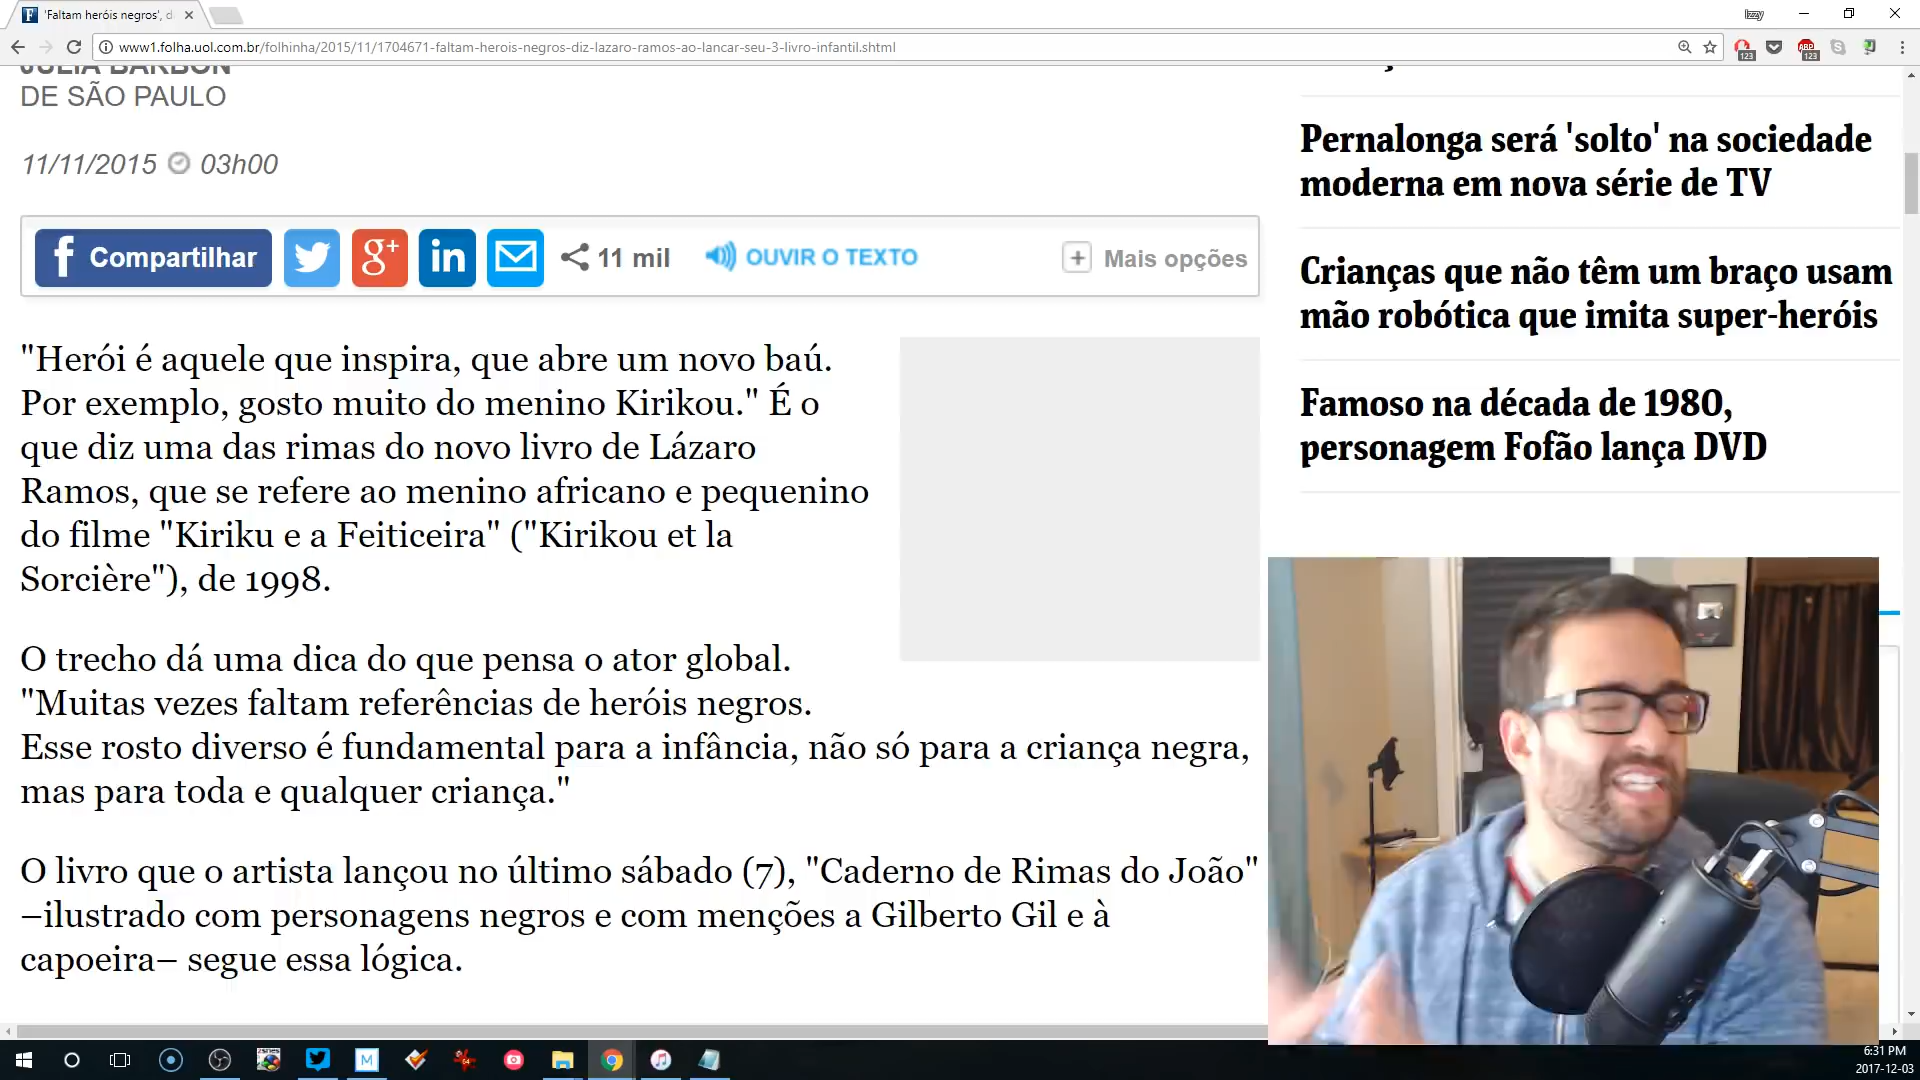 'Faltam heróis negros', d
Izzy
www1.folha.uol.com.br/folhinha/2015/11/1704671-faltam-herois-negros-diz-lazaro-ramos-ao-lancar-seu-3-livro-infantil.shtml
123
ABP
123
JÚLIA BARBON
DE SÃO PAULO
11/11/2015 03h00
Compartilhar
g+
in
11 mil
OUVIR O TEXTO
+ Mais opções
"Herói é aquele que inspira, que abre um novo baú.
Por exemplo, gosto muito do menino Kirikou." É o
que diz uma das rimas do novo livro de Lázaro
Ramos, que se refere ao menino africano e pequenino
do filme "Kiriku e a Feiticeira" ("Kirikou et la
Sorcière"), de 1998.
O trecho dá uma dica do que pensa o ator global.
"Muitas vezes faltam referências de heróis negros.
Esse rosto diverso é fundamental para a infância, não só para a criança negra,
mas para toda e qualquer criança."
O livro que o artista lançou no último sábado (7), "Caderno de Rimas do João"
–ilustrado com personagens negros e com menções a Gilberto Gil e à
capoeira– segue essa lógica.
Pernalonga será 'solto' na sociedade
moderna em nova série de TV
Crianças que não têm um braço usam
mão robótica que imita super-heróis
Famoso na década de 1980,
personagem Fofão lança DVD
6:31 PM
2017-12-03